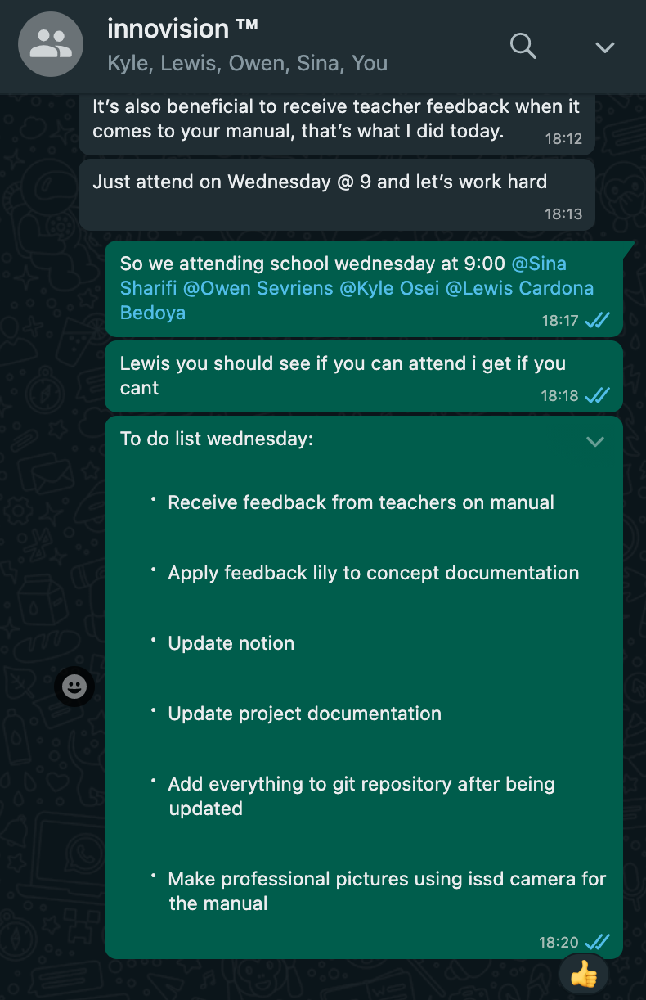 innovision ™
Kyle, Lewis, Owen, Sina, You
It's also beneficial to receive teacher feedback when it
comes to your manual, that's what I did today.
18:12
Just attend on Wednesday @ 9 and let's work hard
18:13
So we attending school wednesday at 9:00 @Sina
Sharifi @Owen Sevriens @Kyle Osei @Lewis Cardona
Bedoya
18:17
Lewis you should see if you can attend i get if you
cant
18:18
To do list wednesday:
• Receive feedback from teachers on manual
• Apply feedback lily to concept documentation
• Update notion
• Update project documentation
• Add everything to git repository after being
updated
• Make professional pictures using issd camera for
the manual
18:20